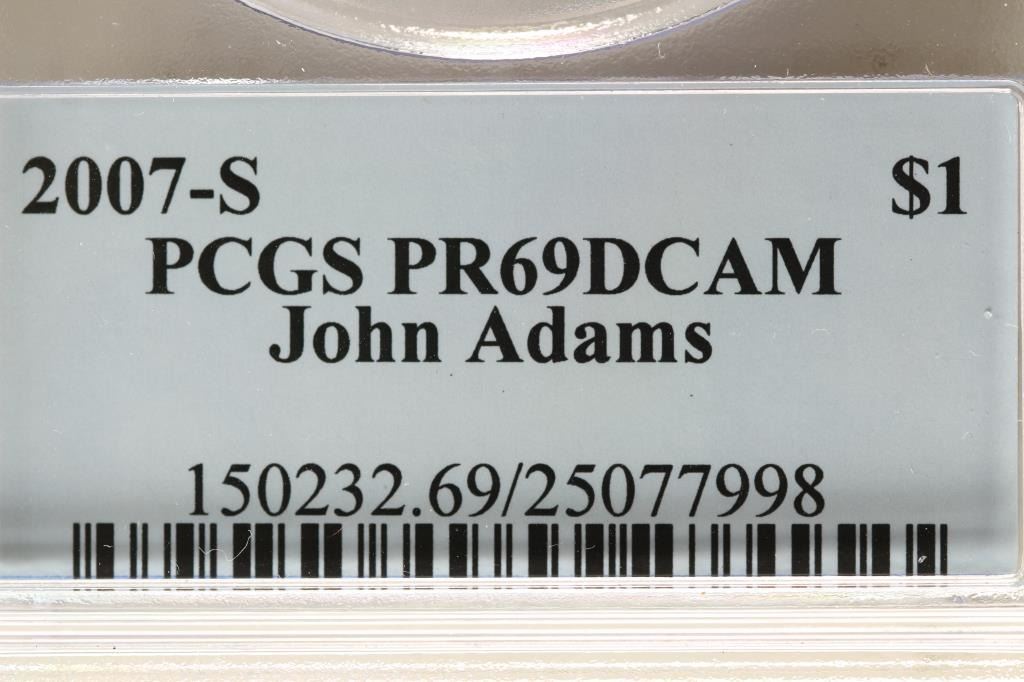 2007-S $1
PCGS PR69DCAM
John Adams
150232.69/25077998